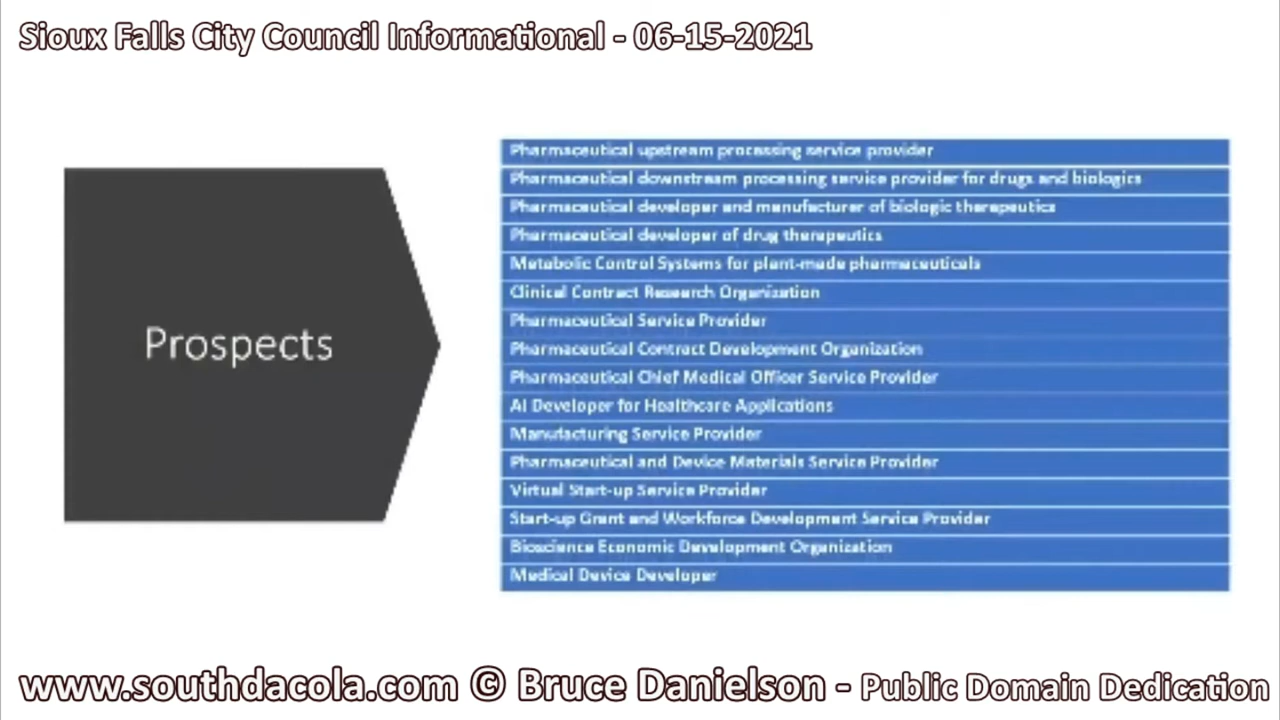 Sioux Falls City Council Informational - 06-15-2021
Prospects
Pharmaceutical upstream processing service provider
Pharmaceutical downstream processing service provider for drugs and biologics
Pharmaceutical developer and manufacturer of biologic therapeutics
Pharmaceutical developer of drug therapeutics
Metabolic Control Systems for plant-made pharmaceuticals
Clinical Contract Research Organization
Pharmaceutical Service Provider
Pharmaceutical Contract Development Organization
Pharmaceutical Chief Medical Officer Service Provider
AI Developer for Healthcare Applications
Manufacturing Service Provider
Pharmaceutical and Device Materials Service Provider
Virtual Start-up Service Provider
Start-up Grant and Workforce Development Service Provider
Bioscience Economic Development Organization
Medical Device Developer
www.southdacola.com © Bruce Danielson - Public Domain Dedication